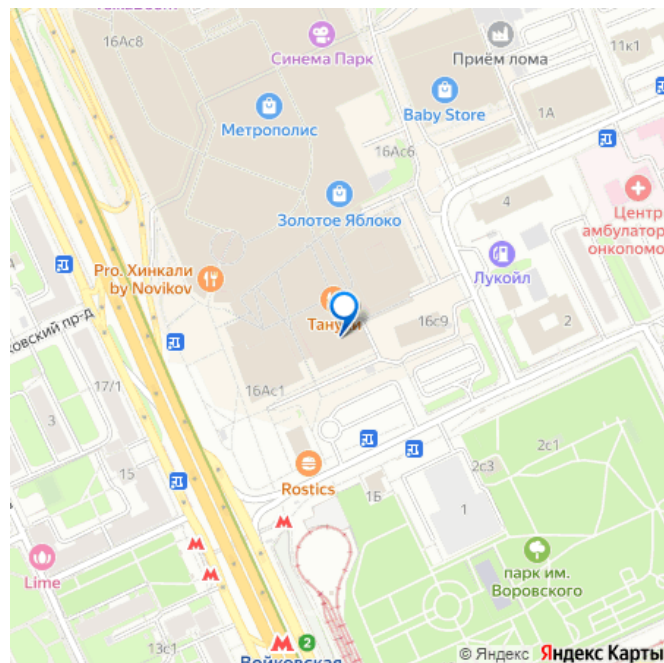 16Ас8
Синема Парк
Приём лома
11к1
Метрополис
Baby Store
1А
16Ас6
4
Золотое Яблоко
Центр
амбулатор
онкопомо
Pro. Хинкали
by Novikov
Лукойл
Тануки
16с9
2
ковский пр-д
17/1
16Ас1
3
2с1
15
Rostics
2с3
1Б
1
Lime
парк им.
Воровского
13с1
2
Войковская
© Яндекс Яндекс Карты